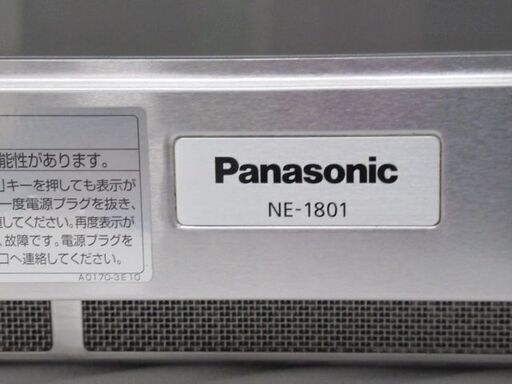 能性があります。
」キーを押しても表示が
一度電源プラグを抜き、
直してください。再度表示が
、故障です。電源プラグを
口へ連絡してください。
A0170-3E10
Panasonic
NE-1801